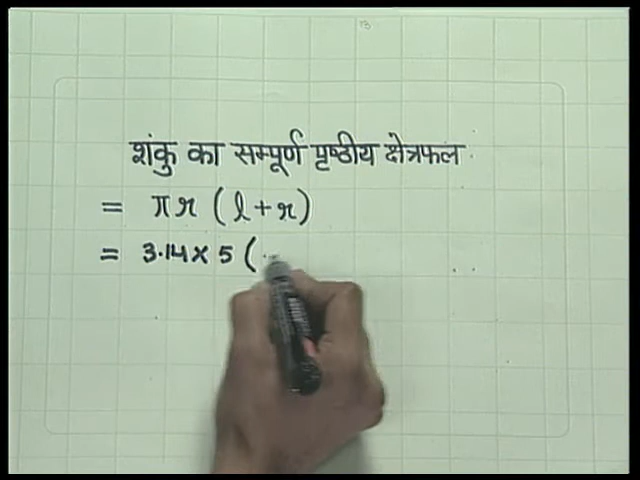 शंकु का सम्पूर्ण पृष्ठीय क्षेत्रफल
= πr (l+r)
= 3.14 × 5 (